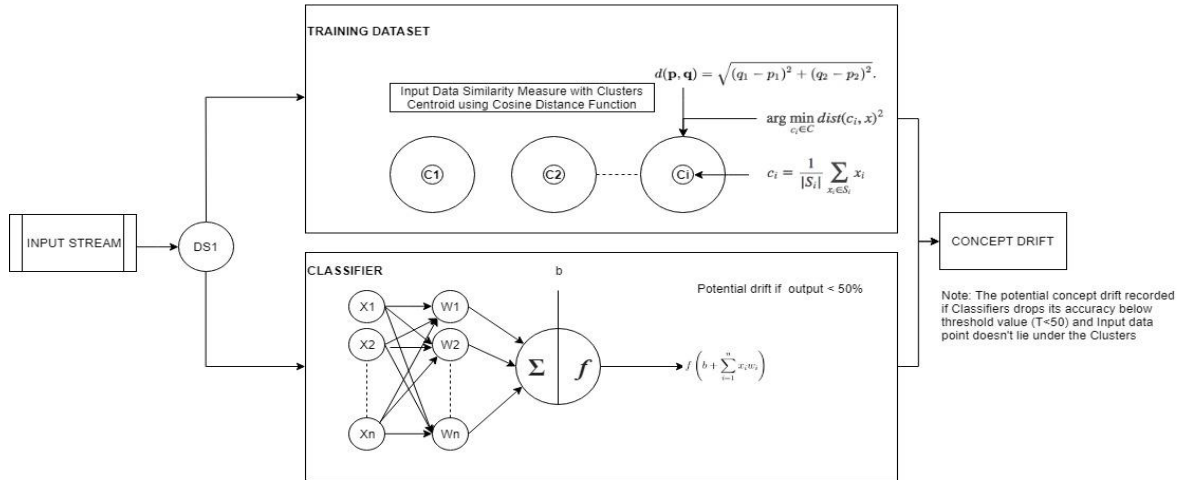 TRAINING DATASET
d(p, q) = √(q₁ − p₁)² + (q₂ − p₂)².
Input Data Similarity Measure with Clusters
Centroid using Cosine Distance Function
arg min dist(cᵢ, x)²
cᵢ∈C
C1
C2
Ci
cᵢ = 1/|Sᵢ| ∑ xᵢ
xᵢ∈Sᵢ
INPUT STREAM
DS1
CONCEPT DRIFT
CLASSIFIER
b
Potential drift if output < 50%
Note: The potential concept drift recorded
if Classifiers drops its accuracy below
threshold value (T<50) and Input data
point doesn't lie under the Clusters
X1
W1
X2
W2
Σ
f
f (b + ∑ xᵢwᵢ)
n
i=1
Xn
Wn